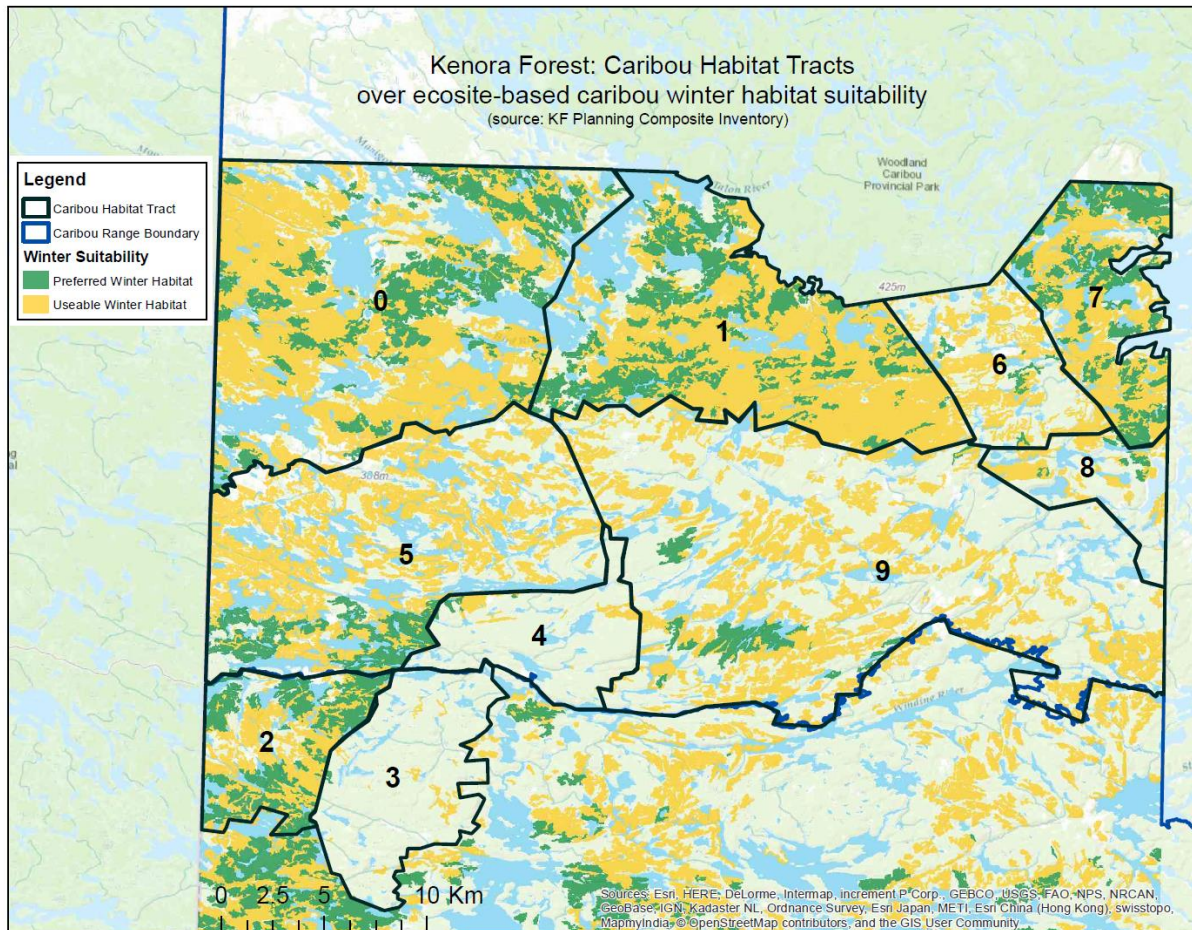 Kenora Forest: Caribou Habitat Tracts
over ecosite-based caribou winter habitat suitability
(source: KF Planning Composite Inventory)
Woodland
Caribou
Provincial Park
Legend
Caribou Habitat Tract
Caribou Range Boundary
Winter Suitability
Preferred Winter Habitat
Useable Winter Habitat
Talon River
425m
0
1
7
6
8
5
9
4
2
3
Winding River
0 2.5 5 10 Km
Sources: Esri, HERE, DeLorme, Intermap, increment P Corp., GEBCO, USGS, FAO, NPS, NRCAN,
GeoBase, IGN, Kadaster NL, Ordnance Survey, Esri Japan, METI, Esri China (Hong Kong), swisstopo,
MapmyIndia, © OpenStreetMap contributors, and the GIS User Community